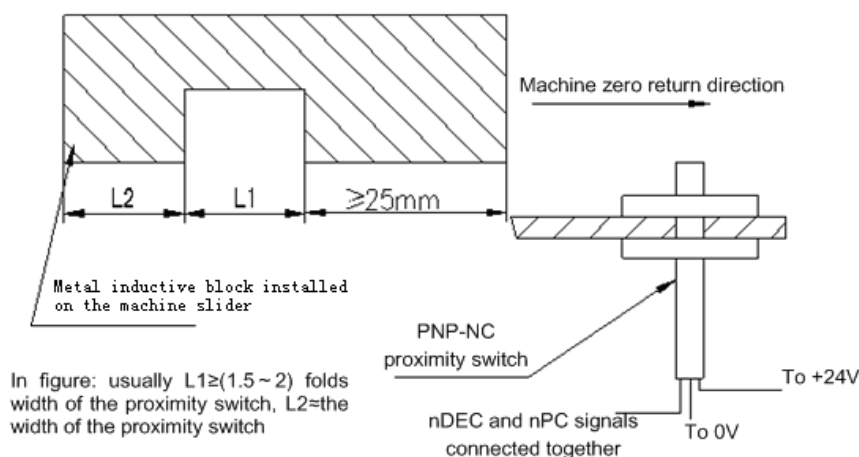 Machine zero return direction
L2
L1
≥25mm
Metal inductive block installed
on the machine slider
PNP-NC
proximity switch
In figure: usually L1≥(1.5~2) folds
width of the proximity switch, L2≈the
width of the proximity switch
To +24V
nDEC and nPC signals
connected together
To 0V